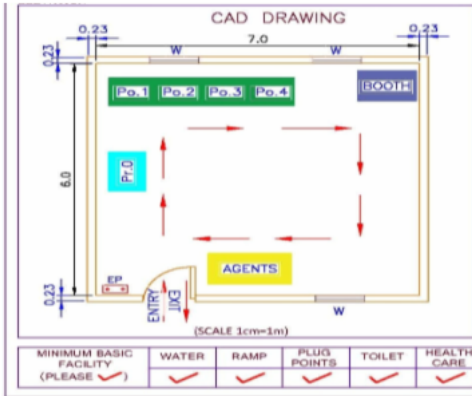 CAD DRAWING
0.23
7.0
0.23
W
W
0.23
Po.1
Po.2
Po.3
Po.4
BOOTH
6.0
Pr.0
EP
AGENTS
0.23
ENTRY
EXIT
W
(SCALE 1cm=1m)
MINIMUM BASIC
FACILITY
(PLEASE ✓)
WATER
RAMP
PLUG
POINTS
TOILET
HEALTH
CARE